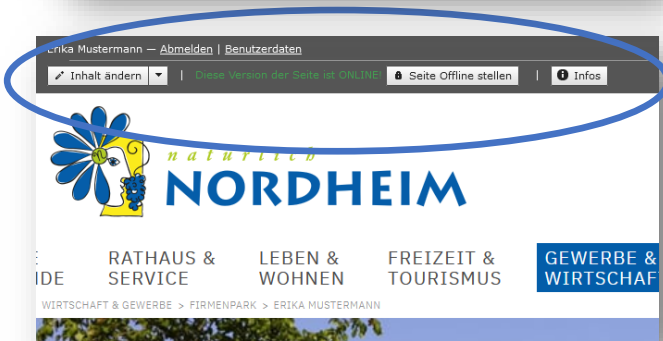 Erika Mustermann — Abmelden | Benutzerdaten
Inhalt ändern | Diese Version der Seite ist ONLINE! Seite Offline stellen | Infos
natürlich
NORDHEIM
RATHAUS & LEBEN & FREIZEIT & GEWERBE &
SERVICE WOHNEN TOURISMUS WIRTSCHAF
WIRTSCHAFT & GEWERBE > FIRMENPARK > ERIKA MUSTERMANN